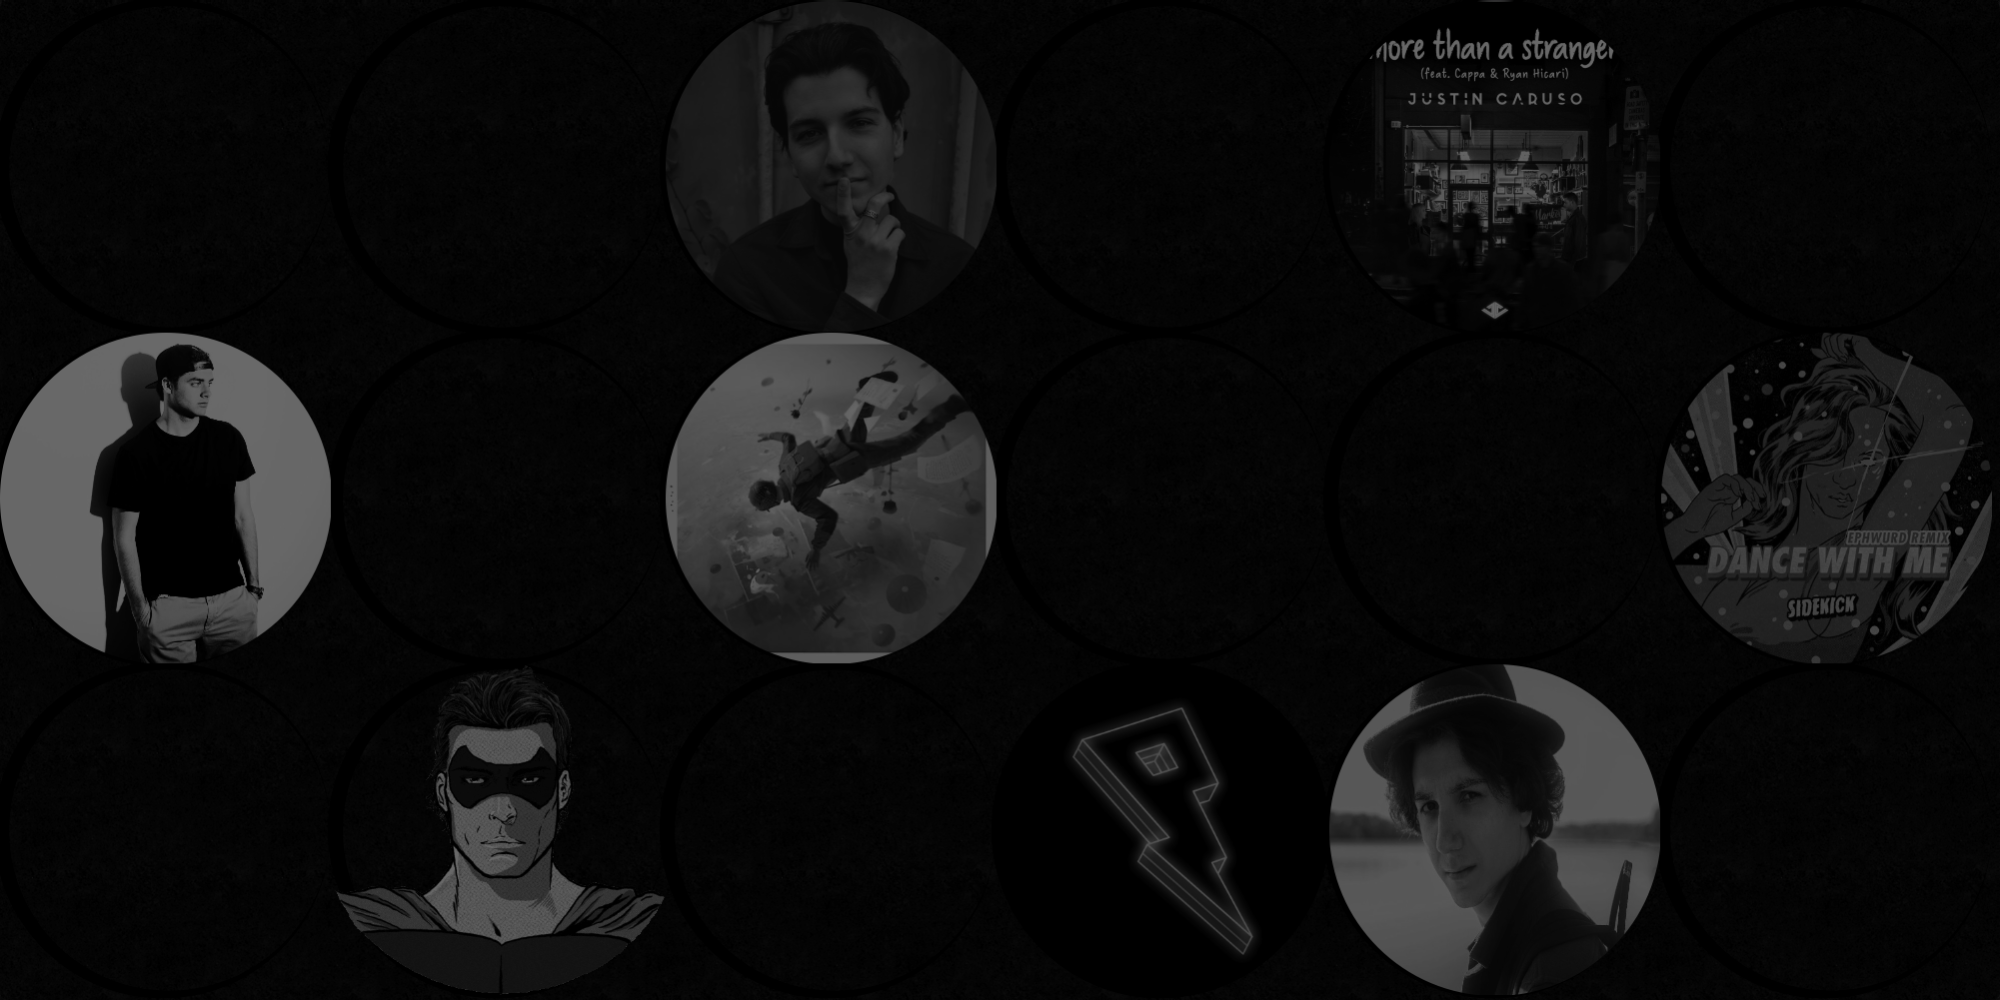 more than a stranger
(feat. Cappa & Ryan Hicari)
JUSTIN CARUSO
EPHWURD REMIX
DANCE WITH ME
SIDEKICK